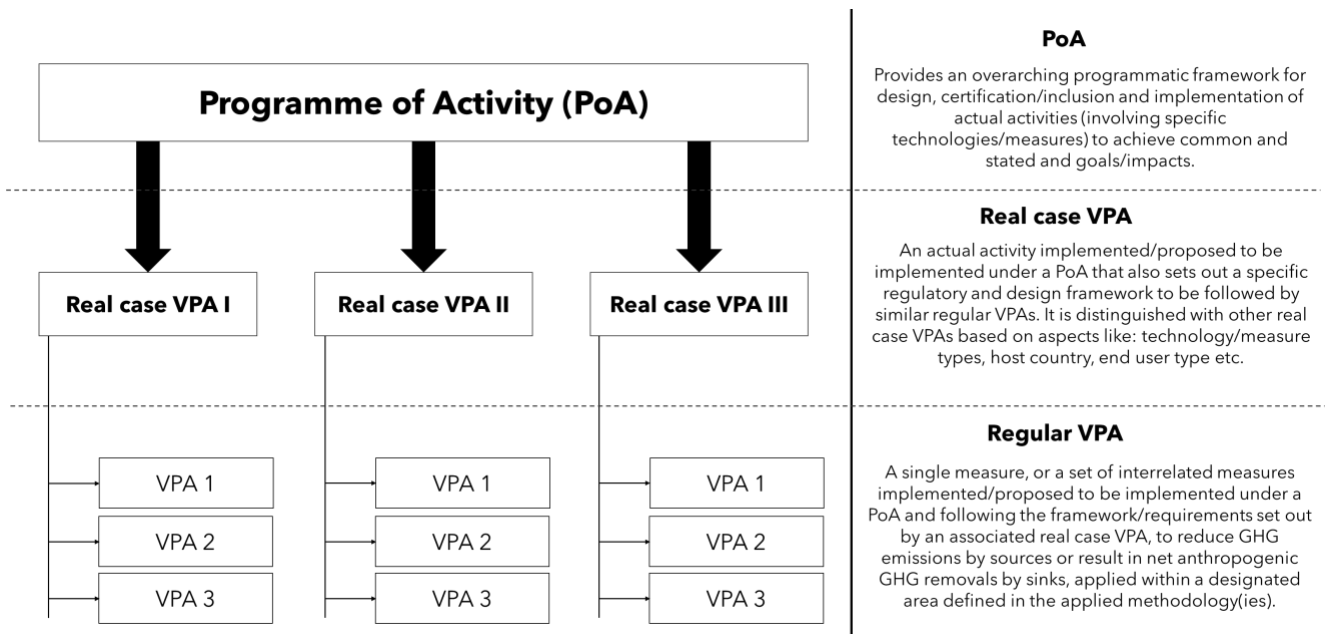 Programme of Activity (PoA)
PoA
Provides an overarching programmatic framework for
design, certification/inclusion and implementation of
actual activities (involving specific
technologies/measures) to achieve common and
stated and goals/impacts.
Real case VPA I
Real case VPA II
Real case VPA III
Real case VPA
An actual activity implemented/proposed to be
implemented under a PoA that also sets out a specific
regulatory and design framework to be followed by
similar regular VPAs. It is distinguished with other real
case VPAs based on aspects like: technology/measure
types, host country, end user type etc.
VPA 1
VPA 2
VPA 3
VPA 1
VPA 2
VPA 3
VPA 1
VPA 2
VPA 3
Regular VPA
A single measure, or a set of interrelated measures
implemented/proposed to be implemented under a
PoA and following the framework/requirements set out
by an associated real case VPA, to reduce GHG
emissions by sources or result in net anthropogenic
GHG removals by sinks, applied within a designated
area defined in the applied methodology(ies).